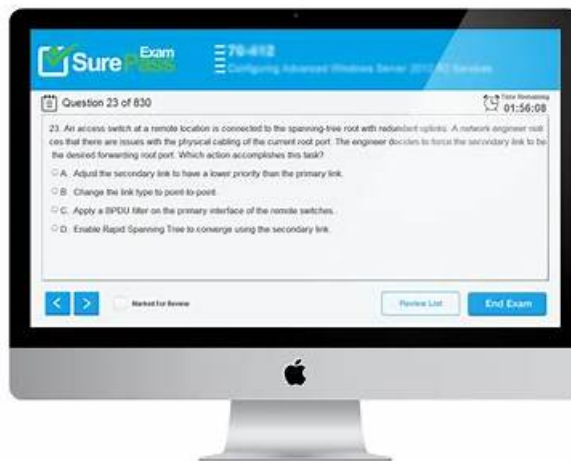 SurePass
Exam
70-412
Configuring Advanced Windows Server 2012 R2 Services
Question 23 of 830
Time Remaining
01:56:08
23. An access switch at a remote location is connected to the spanning-tree root with redundant uplinks. A network engineer noti
ces that there are issues with the physical cabling of the current root port. The engineer decides to force the secondary link to be
the desired forwarding root port. Which action accomplishes this task?
A. Adjust the secondary link to have a lower priority than the primary link.
B. Change the link type to point-to-point.
C. Apply a BPDU filter on the primary interface of the remote switches.
D. Enable Rapid Spanning Tree to converge using the secondary link.
Marked For Review
Review List
End Exam